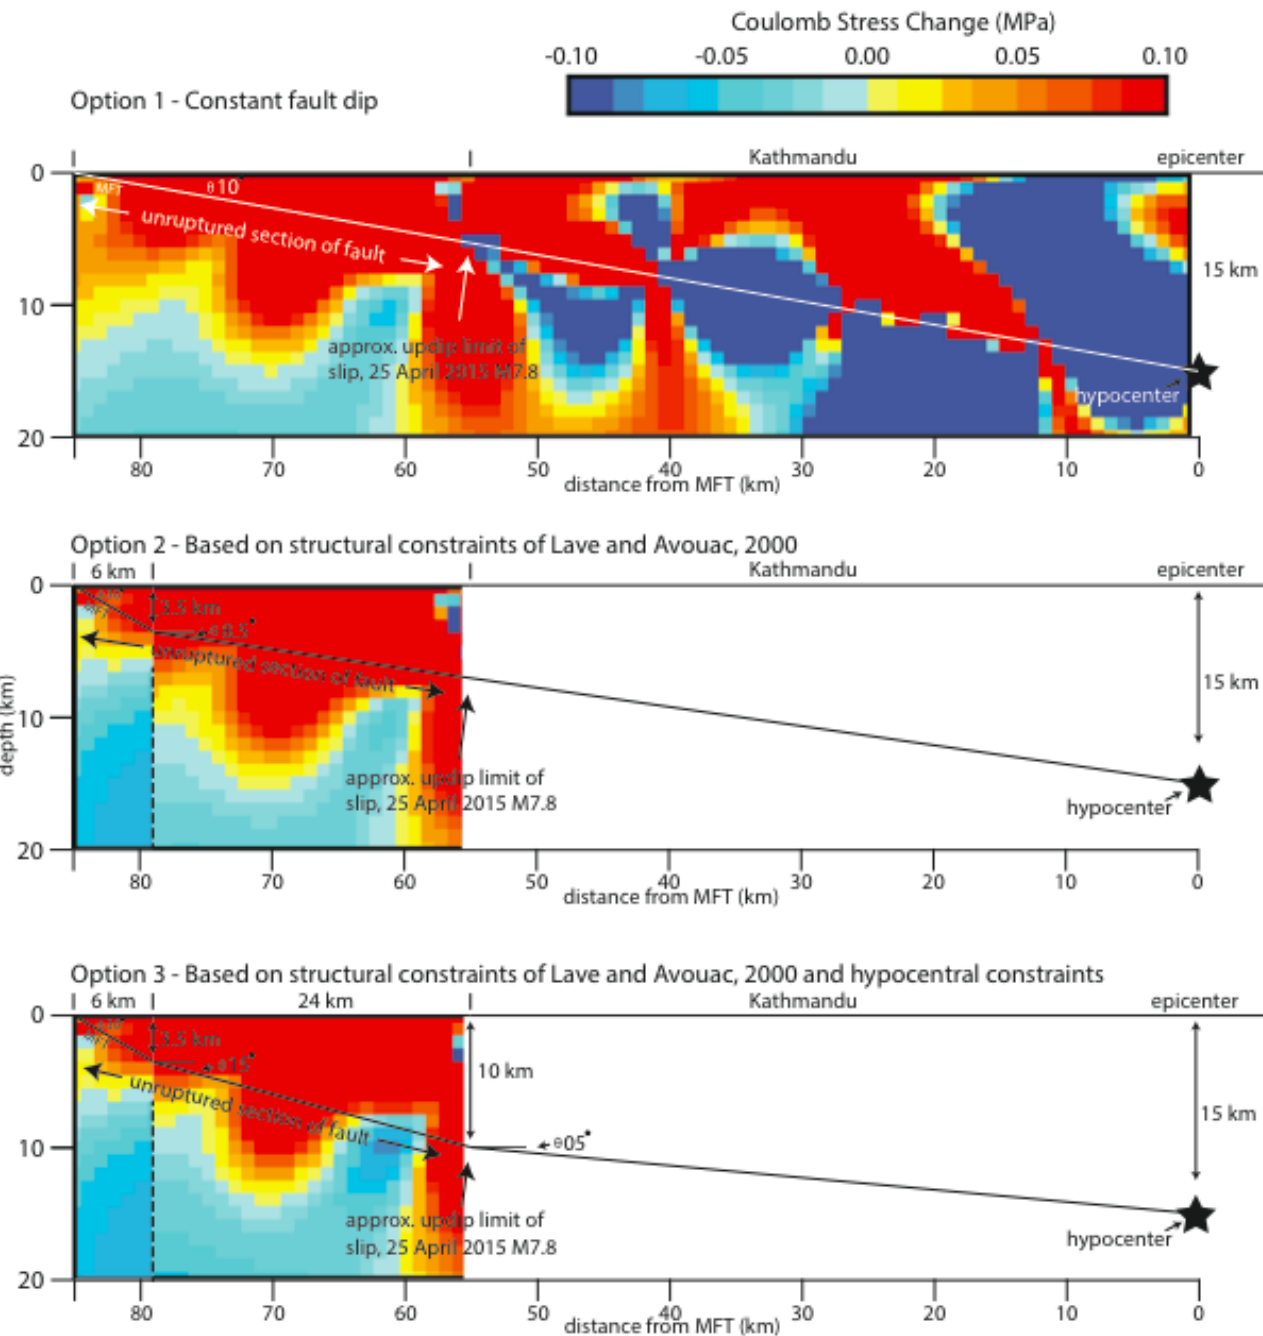 Coulomb Stress Change (MPa)
-0.10 -0.05 0.00 0.05 0.10
Option 1 - Constant fault dip
Kathmandu epicenter
0
MFT
θ10°
unruptured section of fault
15 km
10
approx. updip limit of
slip, 25 April 2015 M7.8
hypocenter
20
80 70 60 50 40 30 20 10 0
distance from MFT (km)
Option 2 - Based on structural constraints of Lave and Avouac, 2000
6 km Kathmandu epicenter
0
3.5 km
MFT
unruptured section of fault
15 km
depth (km)
10
approx. updip limit of
slip, 25 April 2015 M7.8
hypocenter
20
80 70 60 50 40 30 20 10 0
distance from MFT (km)
Option 3 - Based on structural constraints of Lave and Avouac, 2000 and hypocentral constraints
6 km 24 km Kathmandu epicenter
0
3.5 km
MFT
θ15°
10 km
unruptured section of fault
15 km
10
θ05°
approx. updip limit of
slip, 25 April 2015 M7.8
hypocenter
20
80 70 60 50 40 30 20 10 0
distance from MFT (km)